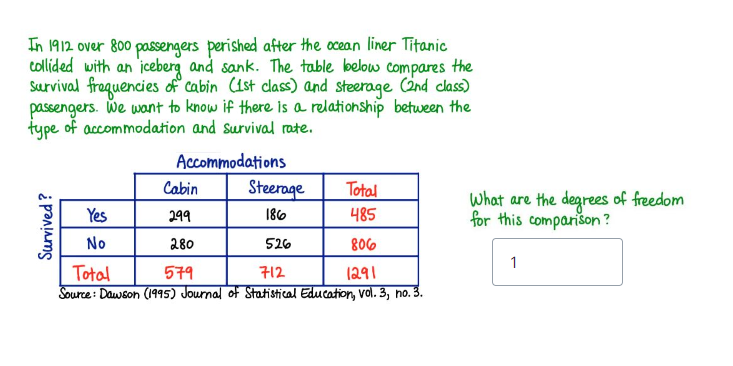 In 1912 over 800 passengers perished after the ocean liner Titanic
collided with an iceberg and sank. The table below compares the
survival frequencies of cabin (1st class) and steerage (2nd class)
passengers. We want to know if there is a relationship between the
type of accommodation and survival rate.
Accommodations
Cabin Steerage Total
Survived?
Yes 299 186 485
No 280 526 806
Total 579 712 1291
Source: Dawson (1995) Journal of Statistical Education, vol. 3, no. 3.
What are the degrees of freedom
for this comparison?
1